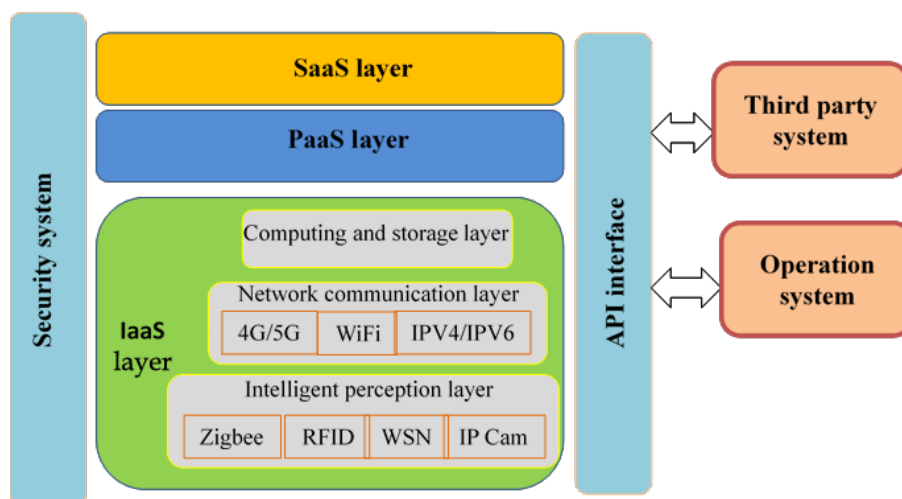 Security system
SaaS layer
PaaS layer
IaaS
layer
Computing and storage layer
Network communication layer
4G/5G
WiFi
IPV4/IPV6
Intelligent perception layer
Zigbee
RFID
WSN
IP Cam
API interface
Third party
system
Operation
system